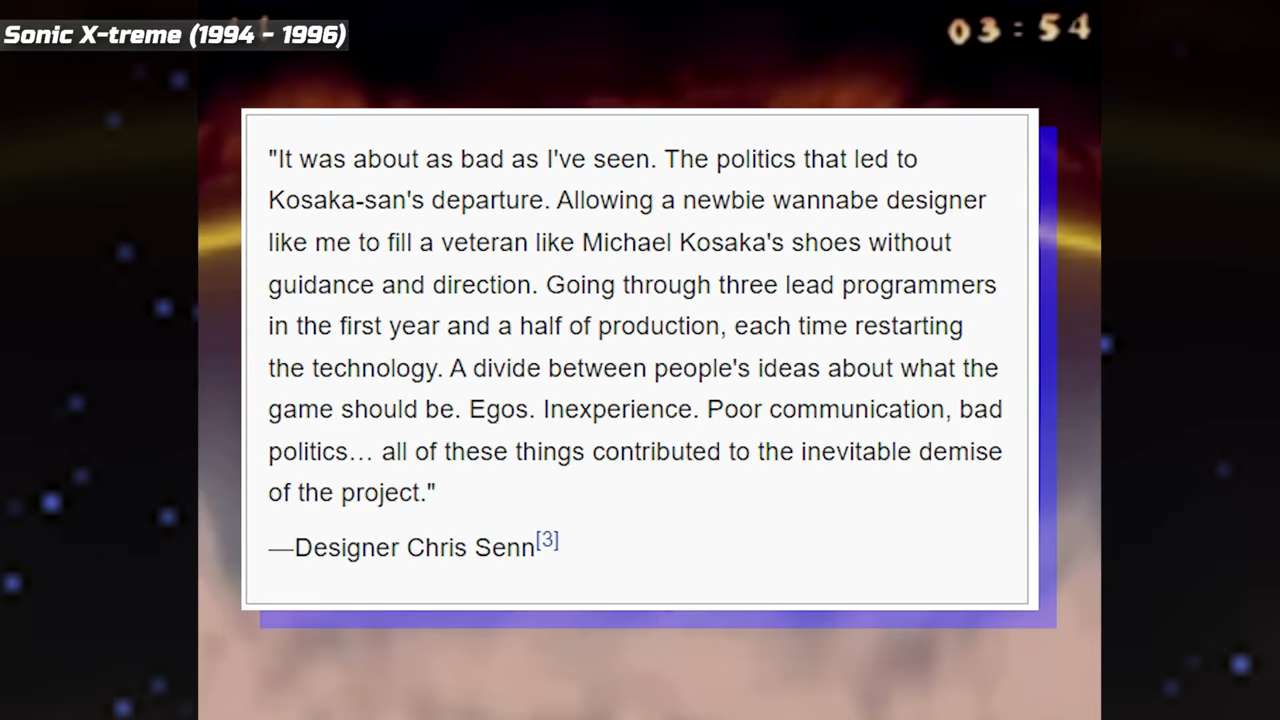 Sonic X-treme (1994 - 1996)
03:54
"It was about as bad as I've seen. The politics that led to
Kosaka-san's departure. Allowing a newbie wannabe designer
like me to fill a veteran like Michael Kosaka's shoes without
guidance and direction. Going through three lead programmers
in the first year and a half of production, each time restarting
the technology. A divide between people's ideas about what the
game should be. Egos. Inexperience. Poor communication, bad
politics… all of these things contributed to the inevitable demise
of the project."
—Designer Chris Senn[3]